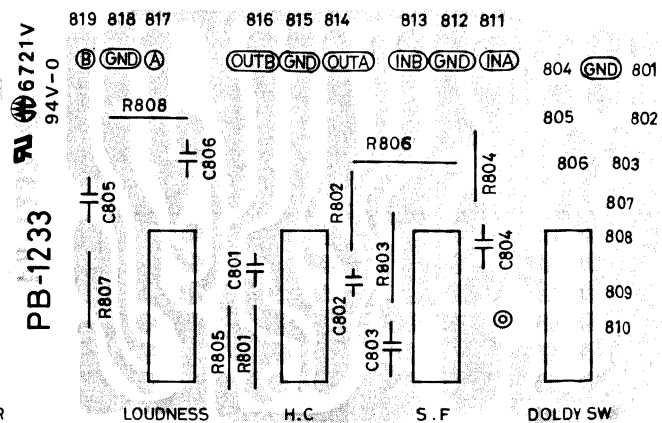 819 818 817 816 815 814 813 812 811
B GND A OUTB GND OUTA INB GND INA
804 GND 801
6721V
94V-0
PB-1233
R808
805 802
C806
R806
R804
806 803
C805
R802
807
R807
C801
C802
R803
C804
808
809
R805
R801
C803
810
R
LOUDNESS H.C S.F DOLDY SW